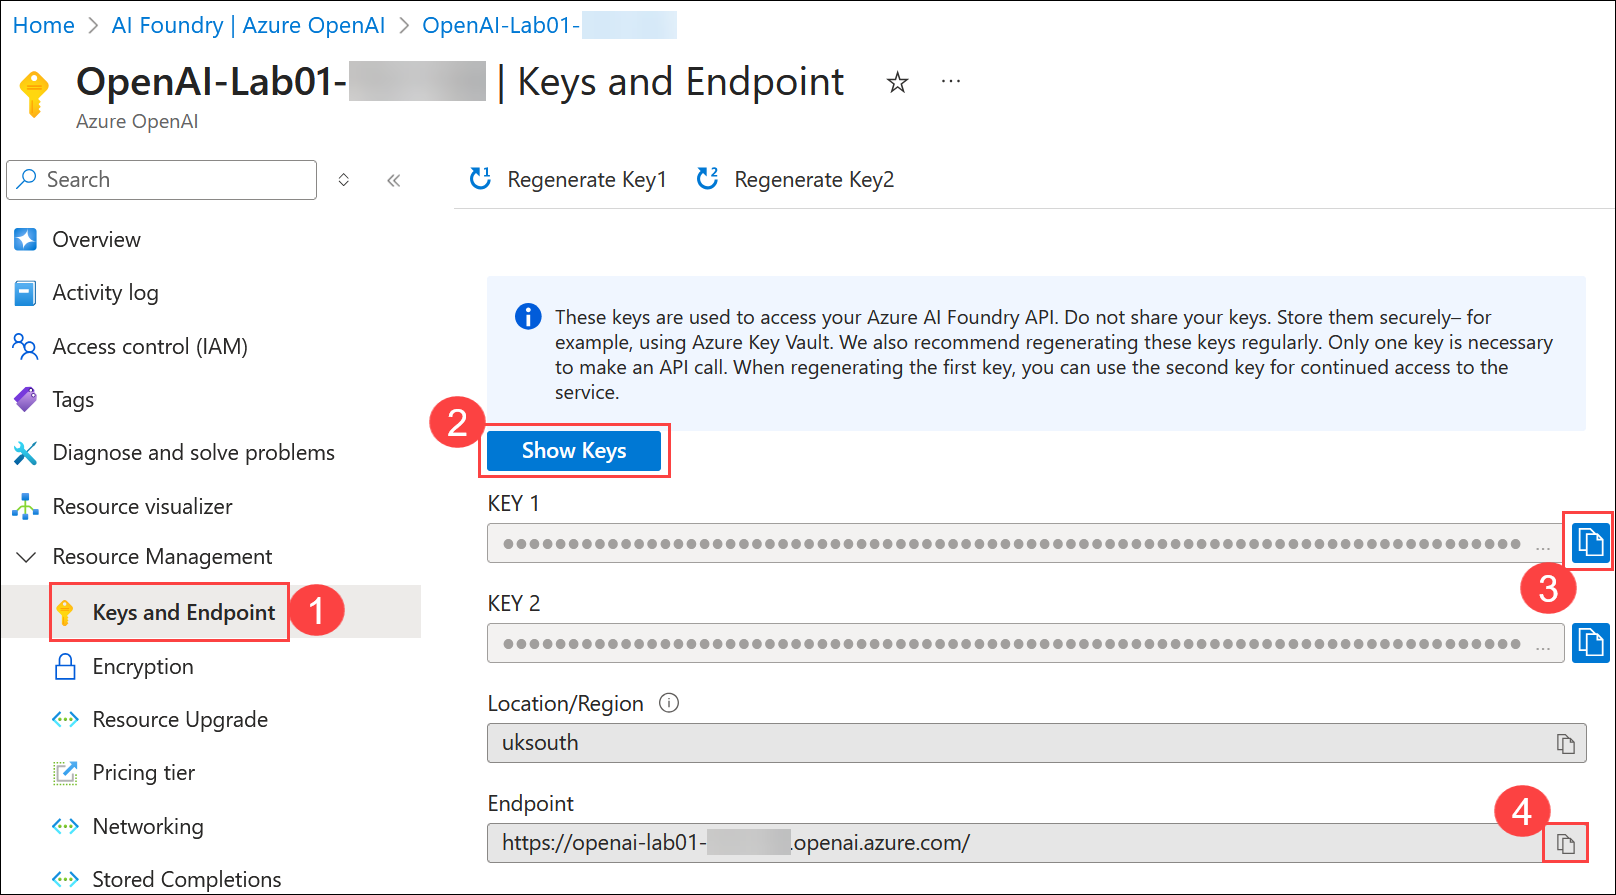 Home > AI Foundry | Azure OpenAI > OpenAI-Lab01-
OpenAI-Lab01- | Keys and Endpoint
Azure OpenAI
Search
Regenerate Key1
Regenerate Key2
Overview
Activity log
Access control (IAM)
Tags
Diagnose and solve problems
Resource visualizer
Resource Management
Keys and Endpoint
1
Encryption
Resource Upgrade
Pricing tier
Networking
Stored Completions
These keys are used to access your Azure AI Foundry API. Do not share your keys. Store them securely– for
example, using Azure Key Vault. We also recommend regenerating these keys regularly. Only one key is necessary
to make an API call. When regenerating the first key, you can use the second key for continued access to the
service.
2
Show Keys
KEY 1
3
KEY 2
Location/Region
uksouth
Endpoint
4
https://openai-lab01- .openai.azure.com/